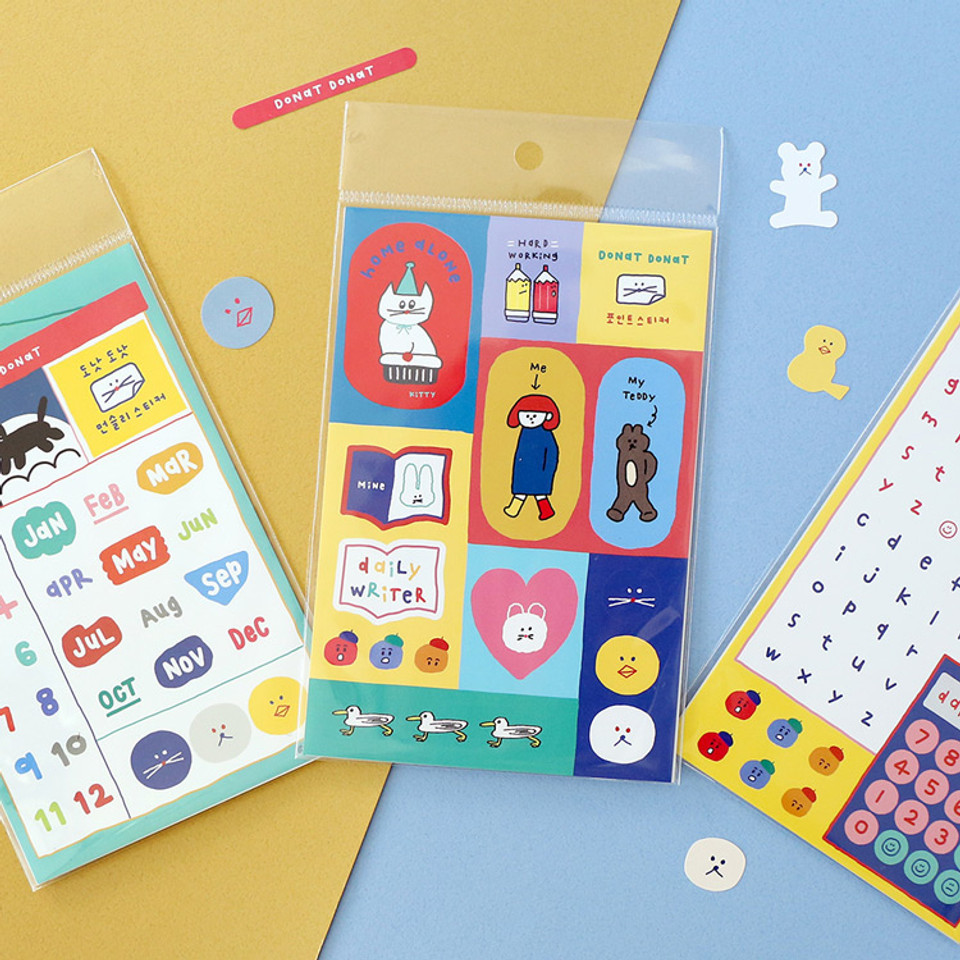 DONAT DONAT
HOME ALONE
KITTY
HARD
WORKING
DONAT DONAT
포인트스티커
Me
My
TEDDY
MINE
daily
WRiTER
DONAT
도낫 도낫
먼슬리 스티커
JaN
FeB
MaR
aPR
May
JUN
JUL
Aug
Sep
OCT
Nov
DeC
6
7 8
9 10
11 12
g
m
s t
y z
c d e f
i j k l
o p q r
s t u v
w x y z
7 8
4 5
1 2 3
0